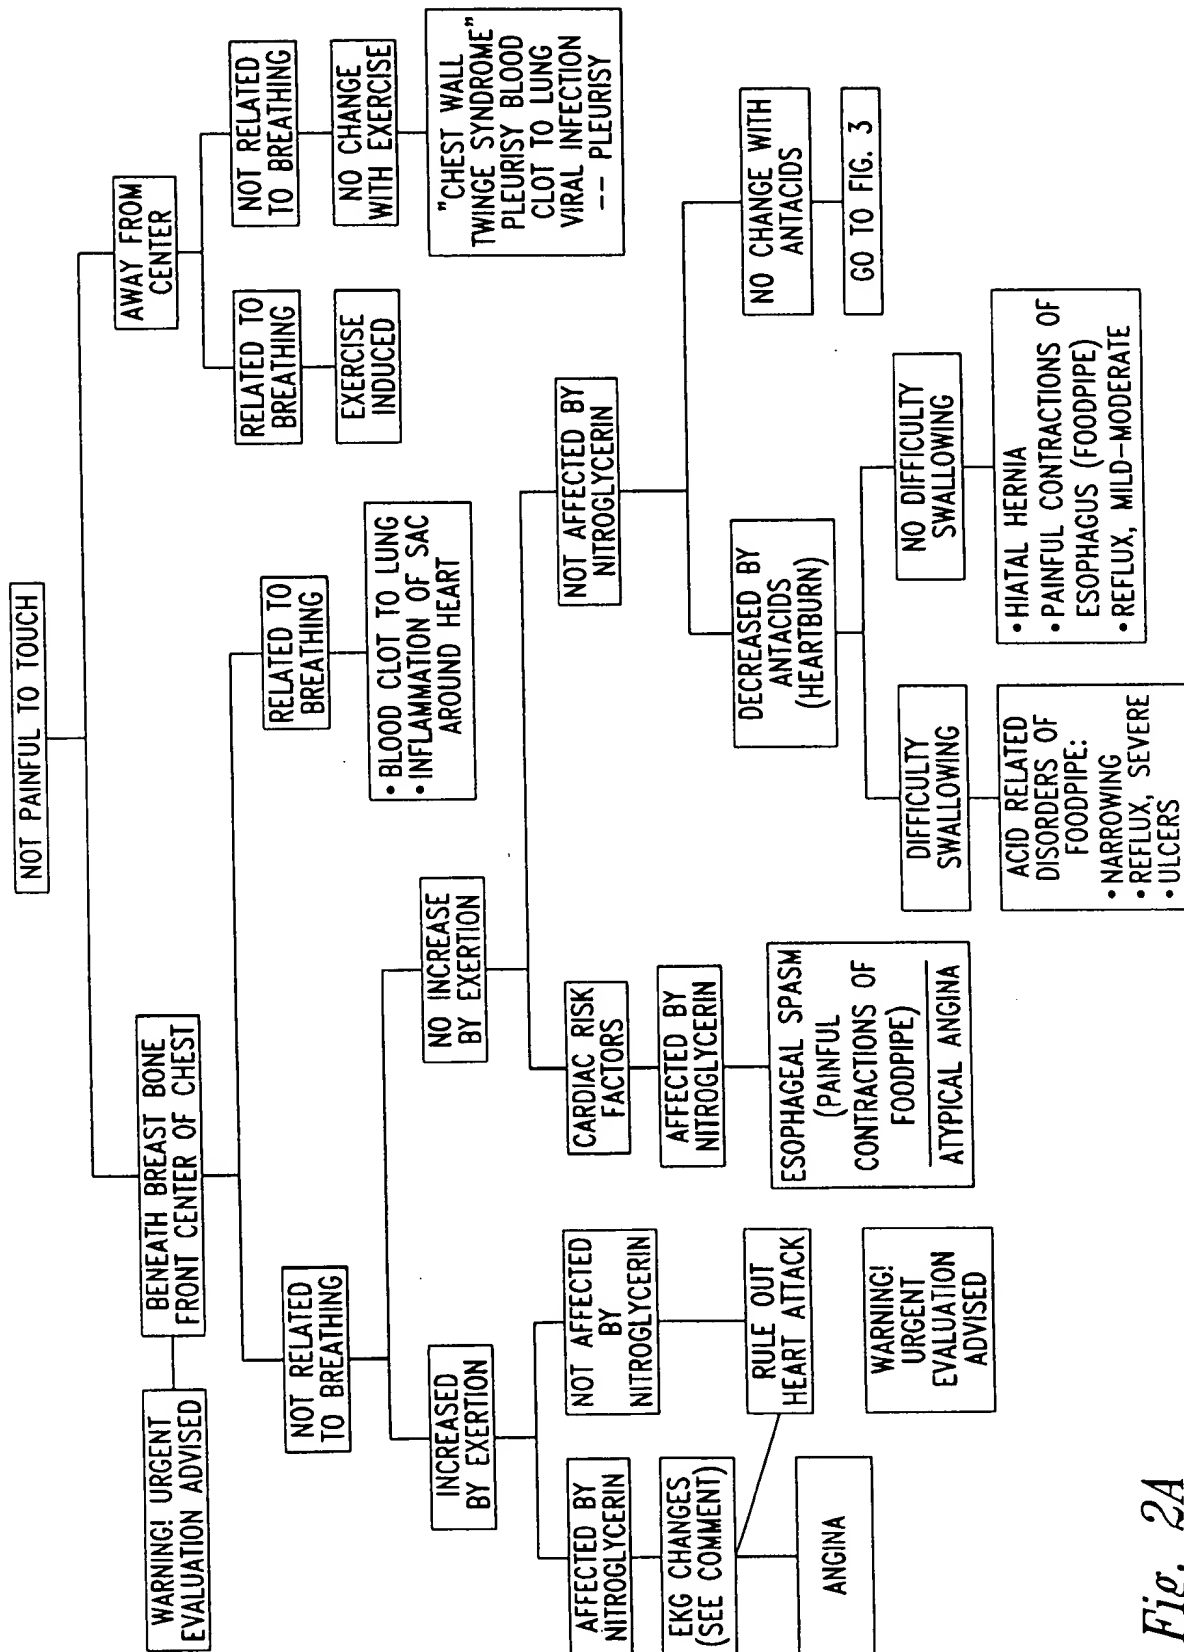 NOT PAINFUL TO TOUCH
WARNING! URGENT
EVALUATION ADVISED
BENEATH BREAST BONE
FRONT CENTER OF CHEST
AWAY FROM
CENTER
NOT RELATED
TO BREATHING
RELATED TO
BREATHING
• BLOOD CLOT TO LUNG
• INFLAMMATION OF SAC
AROUND HEART
RELATED TO
BREATHING
EXERCISE
INDUCED
NOT RELATED
TO BREATHING
NO CHANGE
WITH EXERCISE
"CHEST WALL
TWINGE SYNDROME"
PLEURISY BLOOD
CLOT TO LUNG
VIRAL INFECTION
-- PLEURISY
INCREASED
BY EXERTION
NO INCREASE
BY EXERTION
AFFECTED BY
NITROGLYCERIN
EKG CHANGES
(SEE COMMENT)
ANGINA
NOT AFFECTED
BY
NITROGLYCERIN
RULE OUT
HEART ATTACK
WARNING!
URGENT
EVALUATION
ADVISED
CARDIAC RISK
FACTORS
AFFECTED BY
NITROGLYCERIN
ESOPHAGEAL SPASM
(PAINFUL
CONTRACTIONS OF
FOODPIPE)
ATYPICAL ANGINA
NOT AFFECTED BY
NITROGLYCERIN
DECREASED BY
ANTACIDS
(HEARTBURN)
NO CHANGE WITH
ANTACIDS
GO TO FIG. 3
DIFFICULTY
SWALLOWING
ACID RELATED
DISORDERS OF
FOODPIPE:
• NARROWING
• REFLUX, SEVERE
• ULCERS
NO DIFFICULTY
SWALLOWING
• HIATAL HERNIA
• PAINFUL CONTRACTIONS OF
ESOPHAGUS (FOODPIPE)
• REFLUX, MILD-MODERATE
Fig. 2A